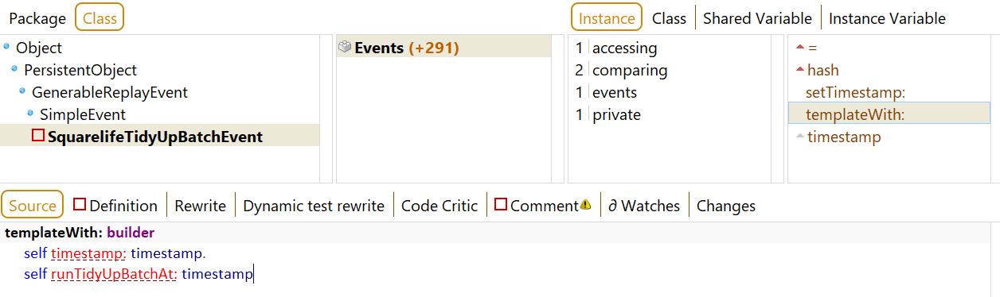 Package Class
Instance Class Shared Variable Instance Variable
Object
PersistentObject
GenerableReplayEvent
SimpleEvent
SquarelifeTidyUpBatchEvent
Events (+291)
1 accessing
2 comparing
1 events
1 private
=
hash
setTimestamp:
templateWith:
timestamp
Source Definition Rewrite Dynamic test rewrite Code Critic Comment ∂ Watches Changes
templateWith: builder
self timestamp: timestamp.
self runTidyUpBatchAt: timestamp